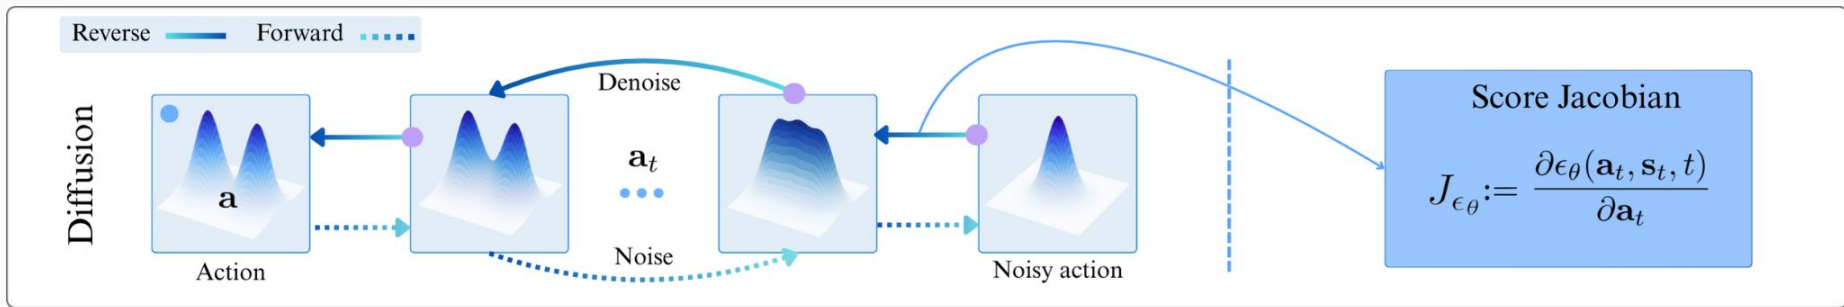 Reverse
Forward
Diffusion
Denoise
a
a_t
Noise
Action
Noisy action
Score Jacobian
J_{ϵ_θ} := ∂ϵ_θ(a_t, s_t, t) / ∂a_t